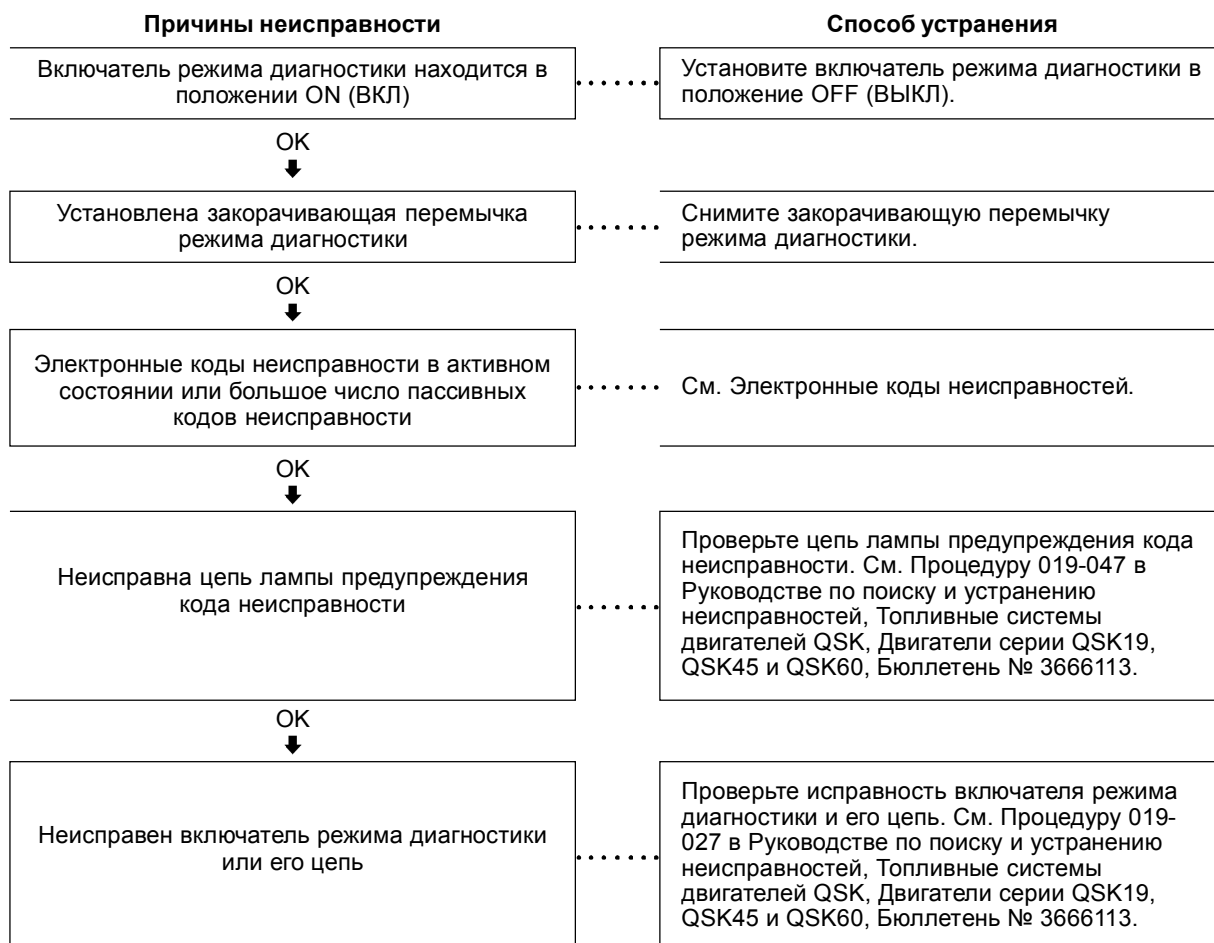 Причины неисправности
Способ устранения
Включатель режима диагностики находится в
положении ON (ВКЛ)
Установите включатель режима диагностики в
положение OFF (ВЫКЛ).
OK
Установлена закорачивающая перемычка
режима диагностики
Снимите закорачивающую перемычку
режима диагностики.
OK
Электронные коды неисправности в активном
состоянии или большое число пассивных
кодов неисправности
См. Электронные коды неисправностей.
OK
Неисправна цепь лампы предупреждения
кода неисправности
Проверьте цепь лампы предупреждения кода
неисправности. См. Процедуру 019-047 в
Руководстве по поиску и устранению
неисправностей, Топливные системы
двигателей QSK, Двигатели серии QSK19,
QSK45 и QSK60, Бюллетень № 3666113.
OK
Неисправен включатель режима диагностики
или его цепь
Проверьте исправность включателя режима
диагностики и его цепь. См. Процедуру 019-
027 в Руководстве по поиску и устранению
неисправностей, Топливные системы
двигателей QSK, Двигатели серии QSK19,
QSK45 и QSK60, Бюллетень № 3666113.